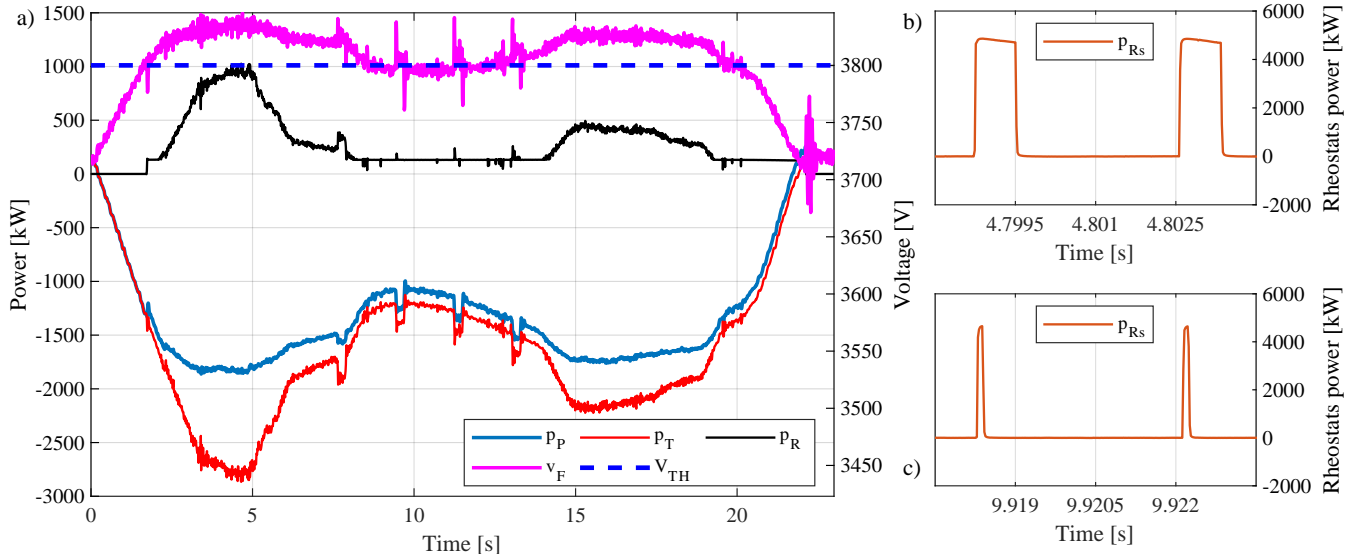 a)
1500
1000
500
0
-500
-1000
-1500
-2000
-2500
-3000
Power [kW]
0
5
10
15
20
Time [s]
3800
3750
3700
3650
3600
3550
3500
3450
Voltage [V]
p_P
p_T
p_R
v_F
V_TH
b)
p_Rs
6000
4000
2000
0
-2000
Rheostats power [kW]
4.7995
4.801
4.8025
Time [s]
c)
p_Rs
6000
4000
2000
0
-2000
Rheostats power [kW]
9.919
9.9205
9.922
Time [s]